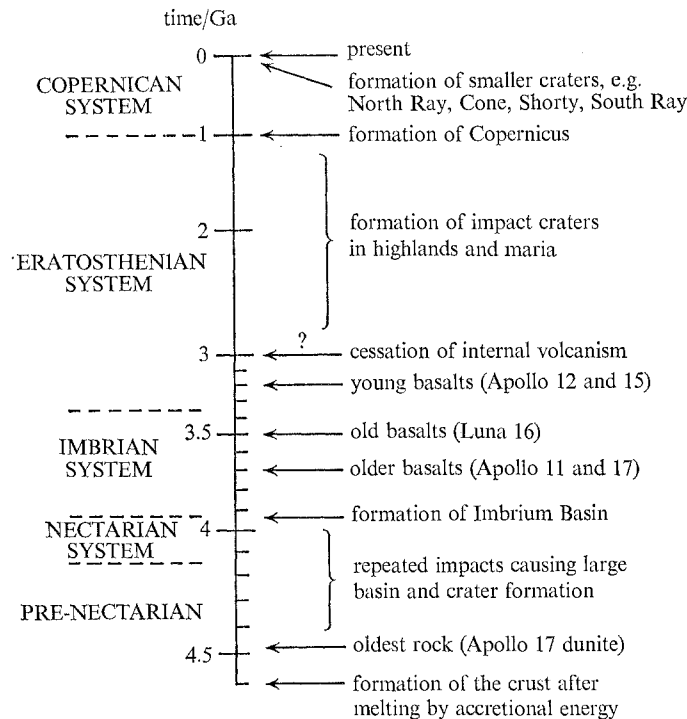 time/Ga
0
present
formation of smaller craters, e.g.
North Ray, Cone, Shorty, South Ray
COPERNICAN
SYSTEM
1
formation of Copernicus
2
formation of impact craters
in highlands and maria
ERATOSTHENIAN
SYSTEM
?
3
cessation of internal volcanism
young basalts (Apollo 12 and 15)
3.5
old basalts (Luna 16)
IMBRIAN
SYSTEM
older basalts (Apollo 11 and 17)
formation of Imbrium Basin
NECTARIAN
SYSTEM
4
repeated impacts causing large
basin and crater formation
PRE-NECTARIAN
oldest rock (Apollo 17 dunite)
4.5
formation of the crust after
melting by accretional energy